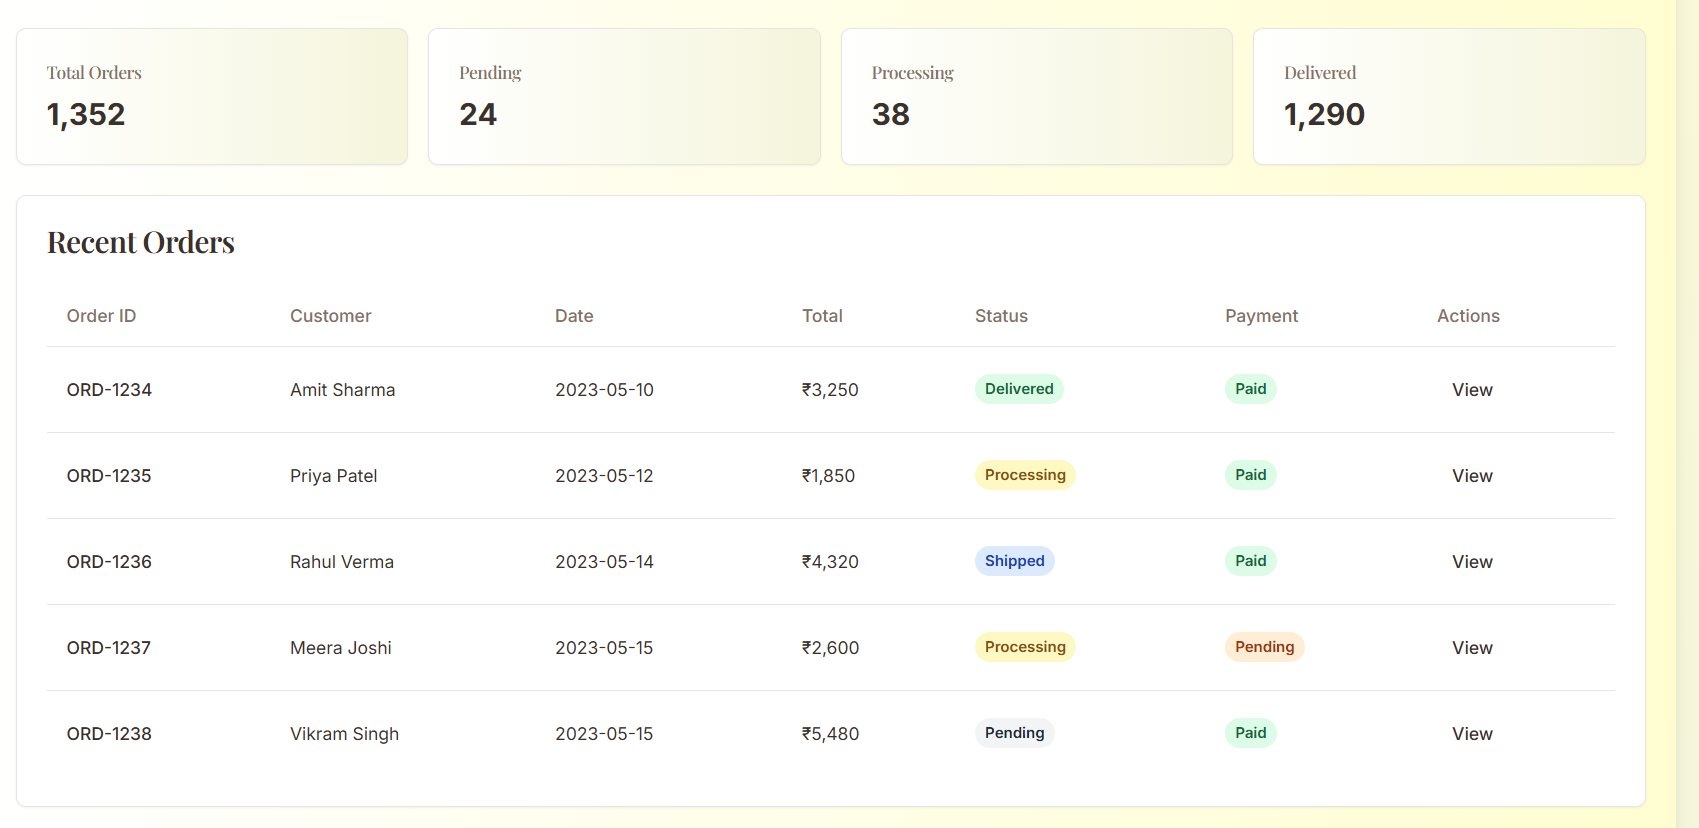 Total Orders
1,352
Pending
24
Processing
38
Delivered
1,290
Recent Orders
Order ID Customer Date Total Status Payment Actions
ORD-1234 Amit Sharma 2023-05-10 ₹3,250 Delivered Paid View
ORD-1235 Priya Patel 2023-05-12 ₹1,850 Processing Paid View
ORD-1236 Rahul Verma 2023-05-14 ₹4,320 Shipped Paid View
ORD-1237 Meera Joshi 2023-05-15 ₹2,600 Processing Pending View
ORD-1238 Vikram Singh 2023-05-15 ₹5,480 Pending Paid View